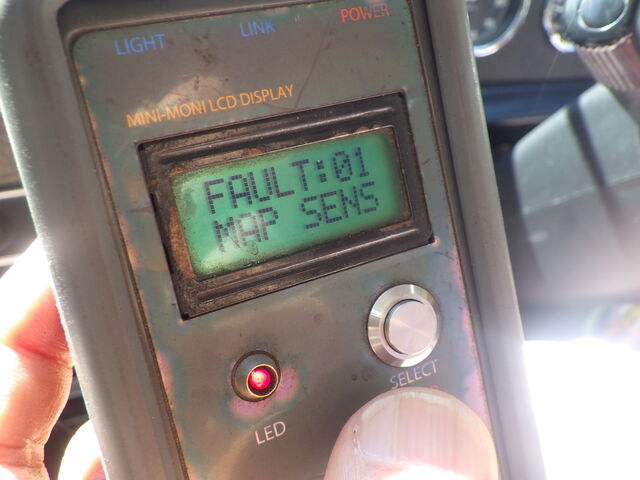 LIGHT LINK POWER
MINI-MONI LCD DISPLAY
FAULT:01
MAP SENS
SELECT
LED